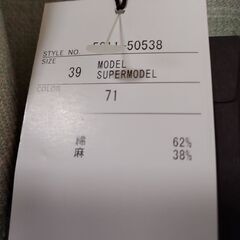 STYLE NO. -50538
SIZE 39 MODEL
SUPERMODEL
COLOR 71
綿 62%
麻 38%